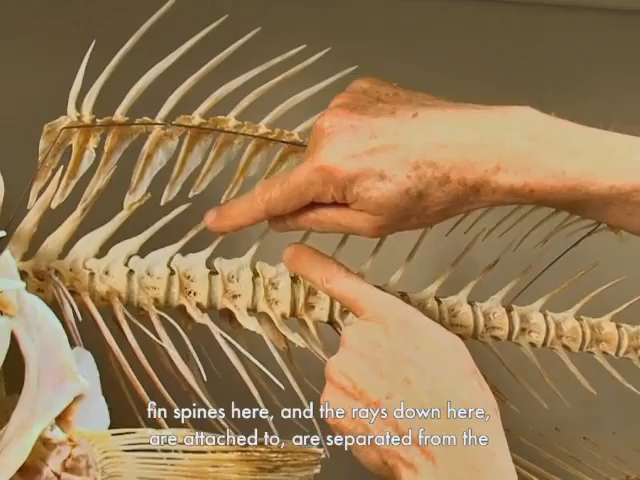 fin spines here, and the rays down here,
are attached to, are separated from the